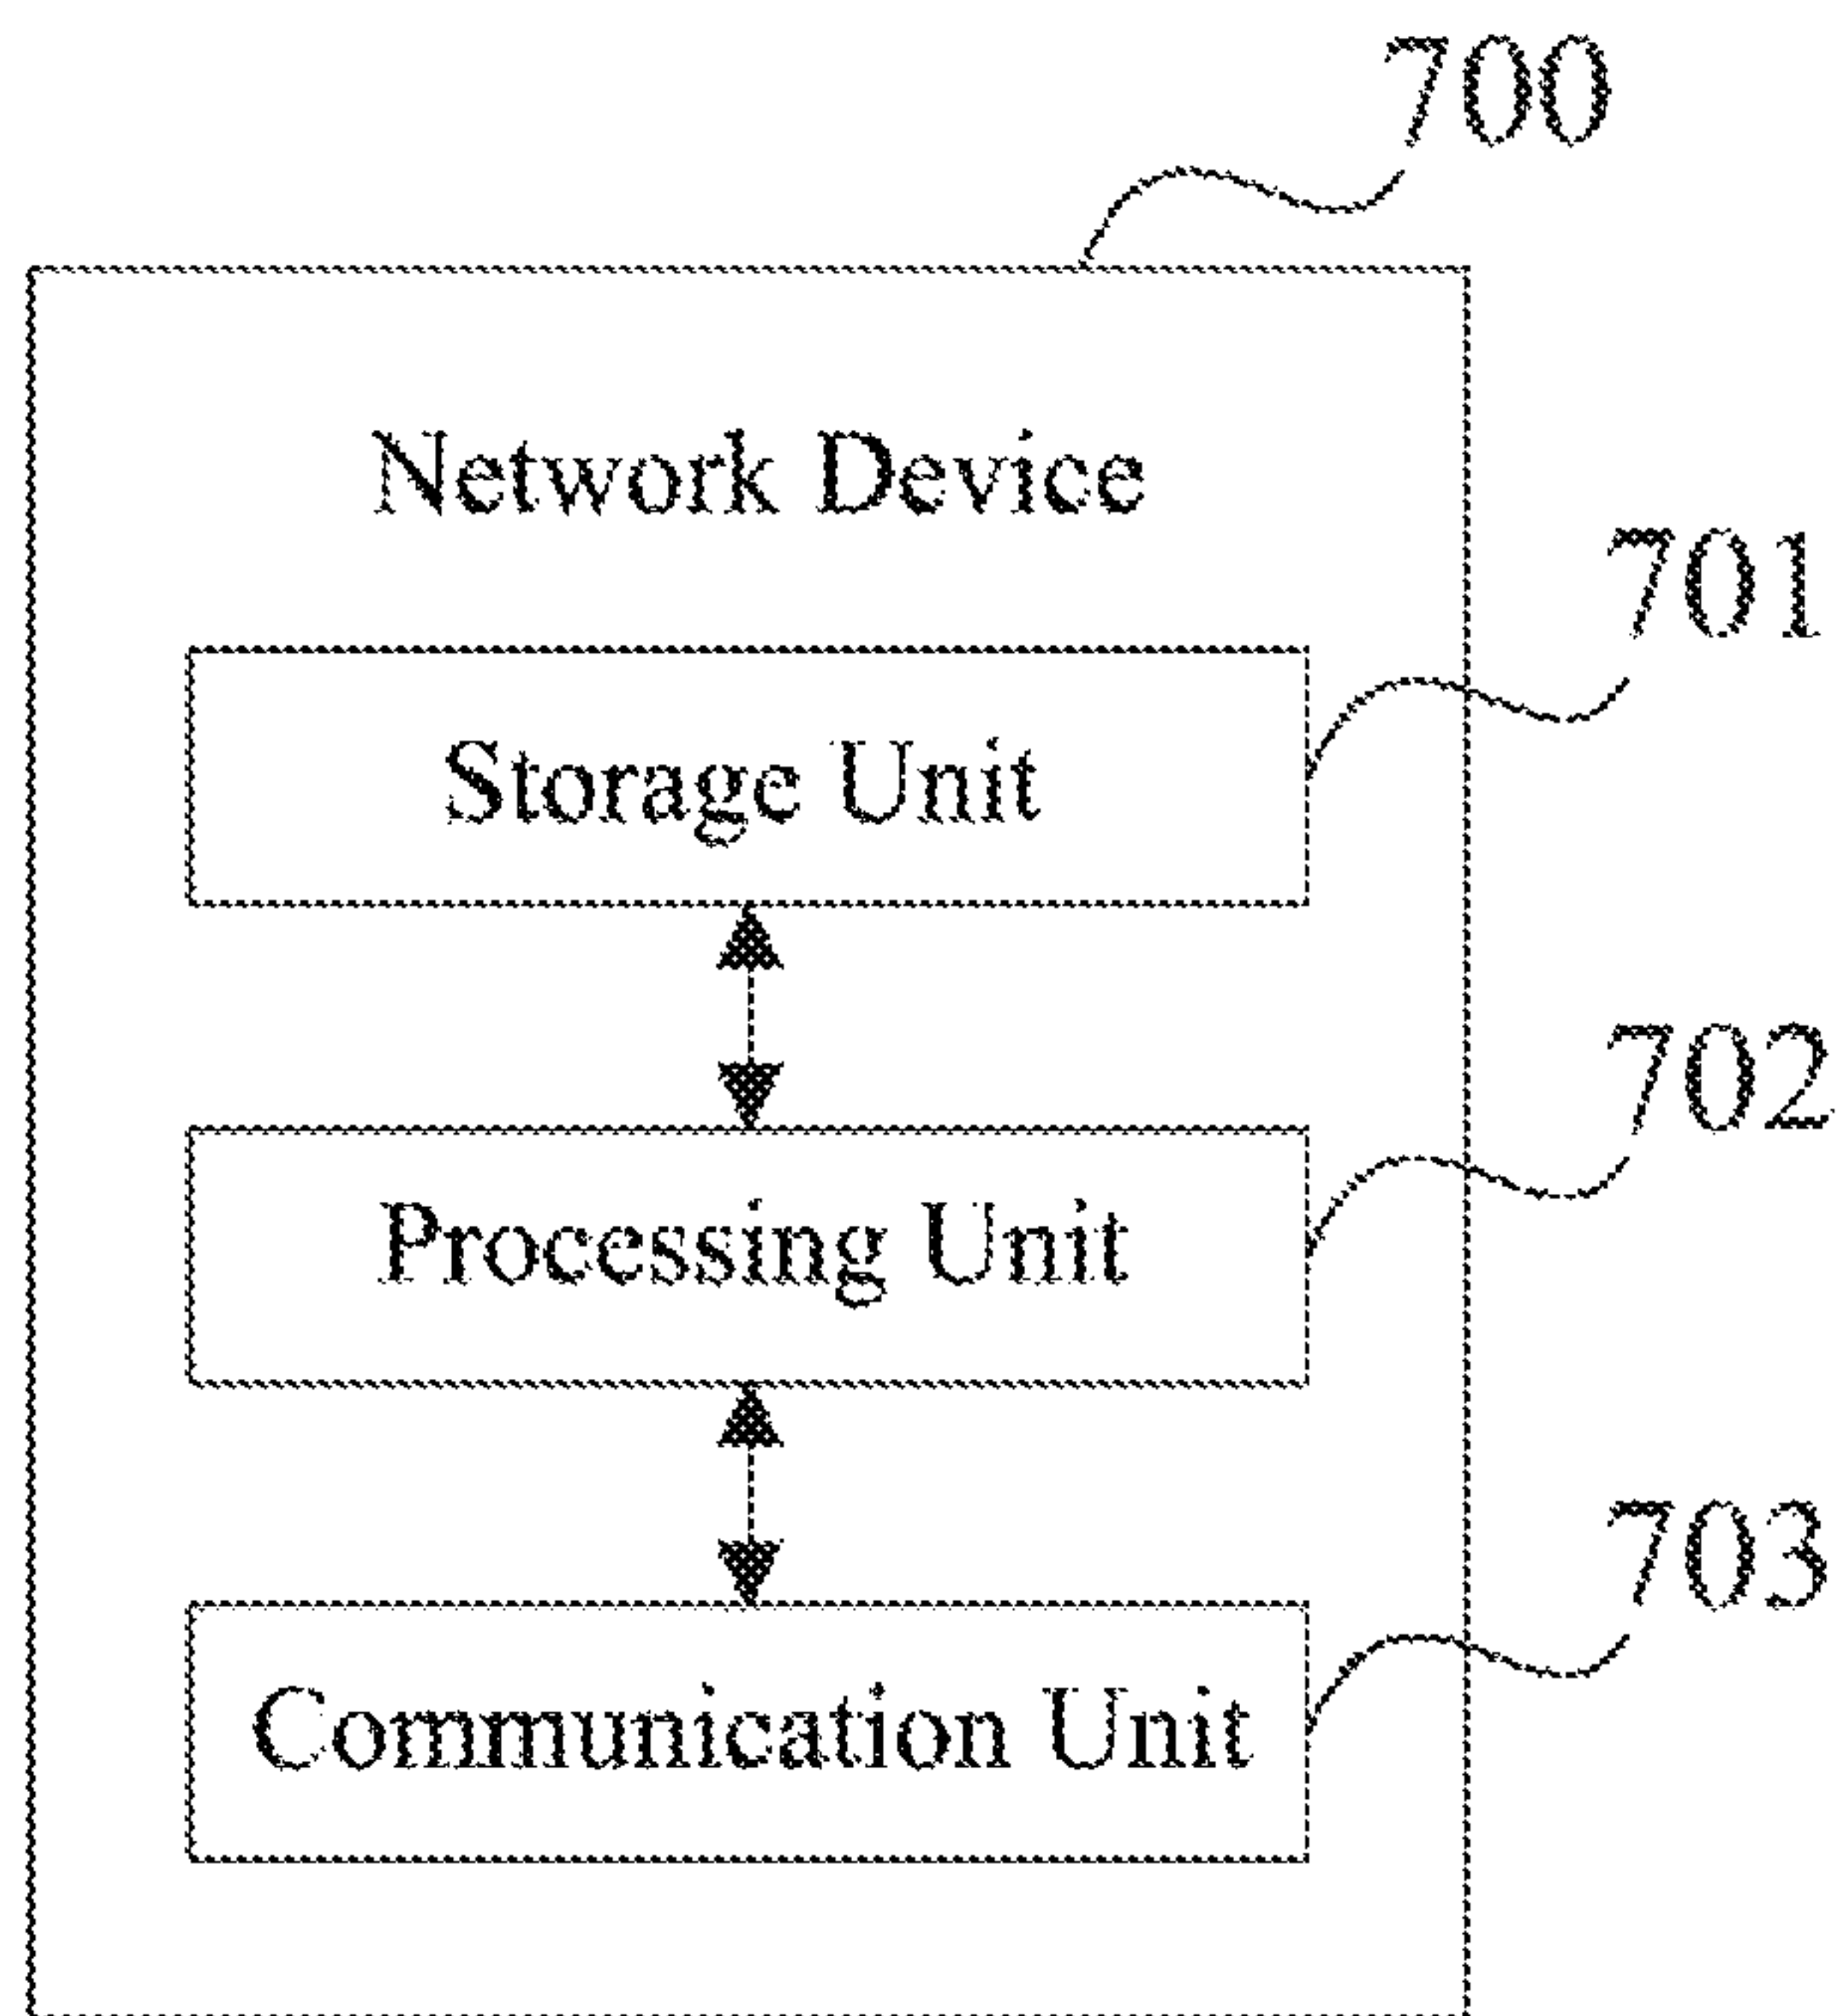 700
Network Device
701
Storage Unit
702
Processing Unit
703
Communication Unit